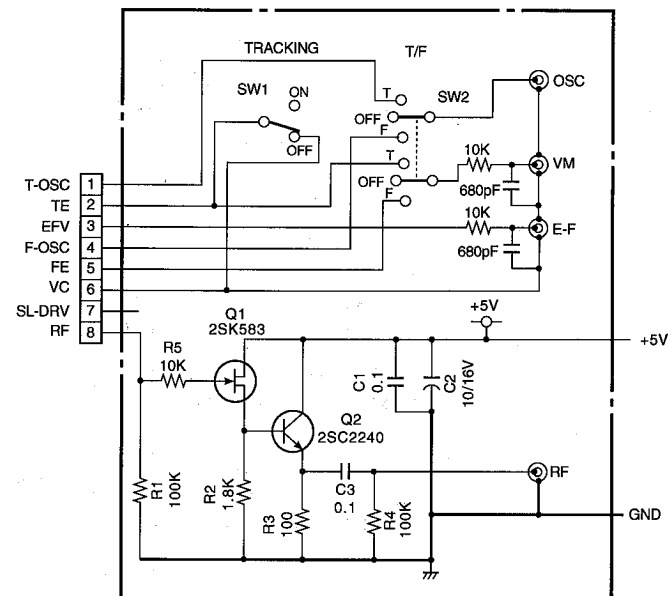 TRACKING
T/F
SW1
ON
OFF
T
OFF
SW2
F
T
OFF
F
OSC
10K
VM
680pF
10K
E-F
680pF
T-OSC 1
TE 2
EFV 3
F-OSC 4
FE 5
VC 6
SL-DRV 7
RF 8
Q1
2SK583
R5
10K
+5V
+5V
C1
0.1
C2
10/16V
Q2
2SC2240
R1
100K
R2
1.8K
R3
100
C3
0.1
R4
100K
RF
GND